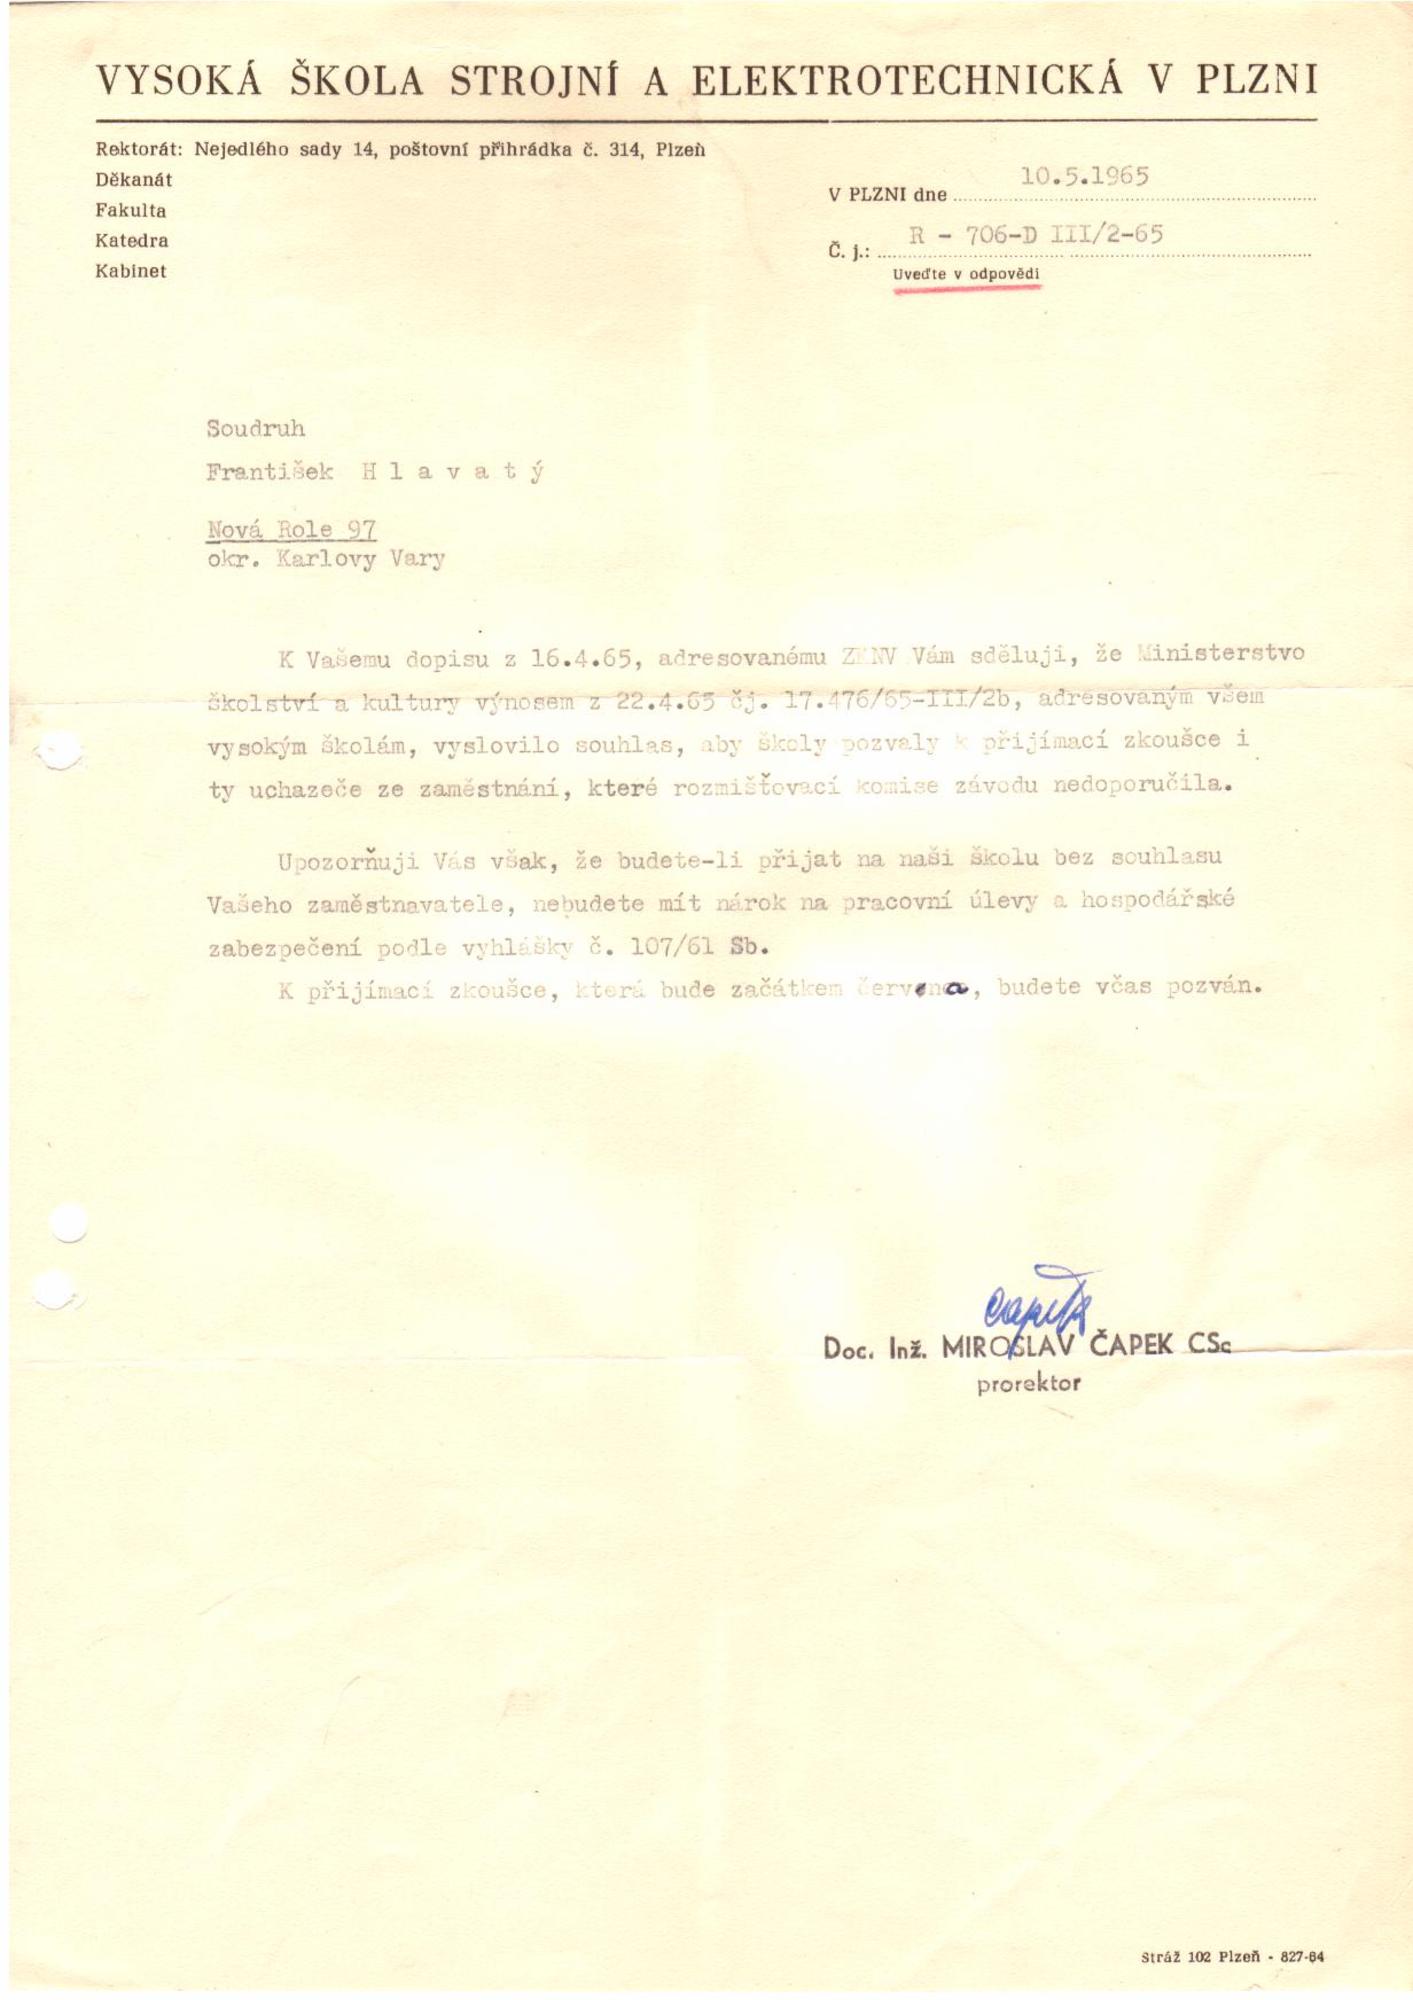 VYSOKÁ ŠKOLA STROJNÍ A ELEKTROTECHNICKÁ V PLZNI
Rektorát: Nejedlého sady 14, poštovní přihrádka č. 314, Plzeň
Děkanát
Fakulta
Katedra
Kabinet
V PLZNI dne 10.5.1965
Č. j.: R - 706-D III/2-65
Uveďte v odpovědi
Soudruh
František H l a v a t ý
Nová Role 97
okr. Karlovy Vary
K Vašemu dopisu z 16.4.65, adresovanému ZKNV Vám sděluji, že Ministerstvo
školství a kultury výnosem z 22.4.65 čj. 17.476/65-III/2b, adresovaným všem
vysokým školám, vyslovilo souhlas, aby školy pozvaly k přijímací zkoušce i
ty uchazeče ze zaměstnání, které rozmišťovací komise závodu nedoporučila.
Upozorňuji Vás však, že budete-li přijat na naši školu bez souhlasu
Vašeho zaměstnavatele, nebudete mít nárok na pracovní úlevy a hospodářské
zabezpečení podle vyhlášky č. 107/61 Sb.
K přijímací zkoušce, která bude začátkem června, budete včas pozván.
Čapek
Doc. Inž. MIROSLAV ČAPEK CSc
prorektor
Stráž 102 Plzeň - 827-64